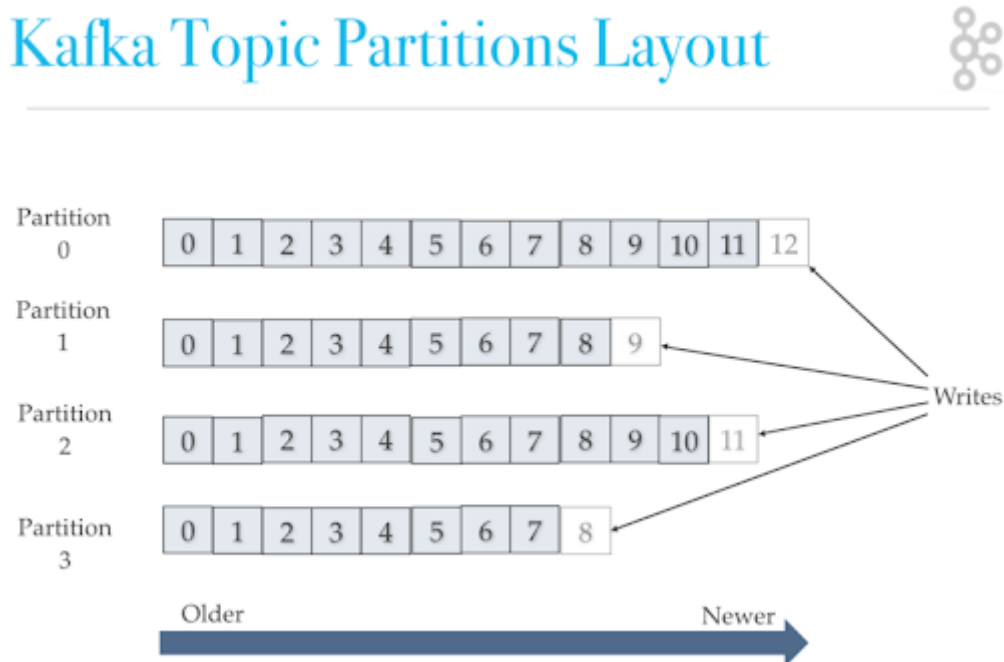 Kafka Topic Partitions Layout
Partition
0
0 1 2 3 4 5 6 7 8 9 10 11 12
Partition
1
0 1 2 3 4 5 6 7 8 9
Writes
Partition
2
0 1 2 3 4 5 6 7 8 9 10 11
Partition
3
0 1 2 3 4 5 6 7 8
Older Newer